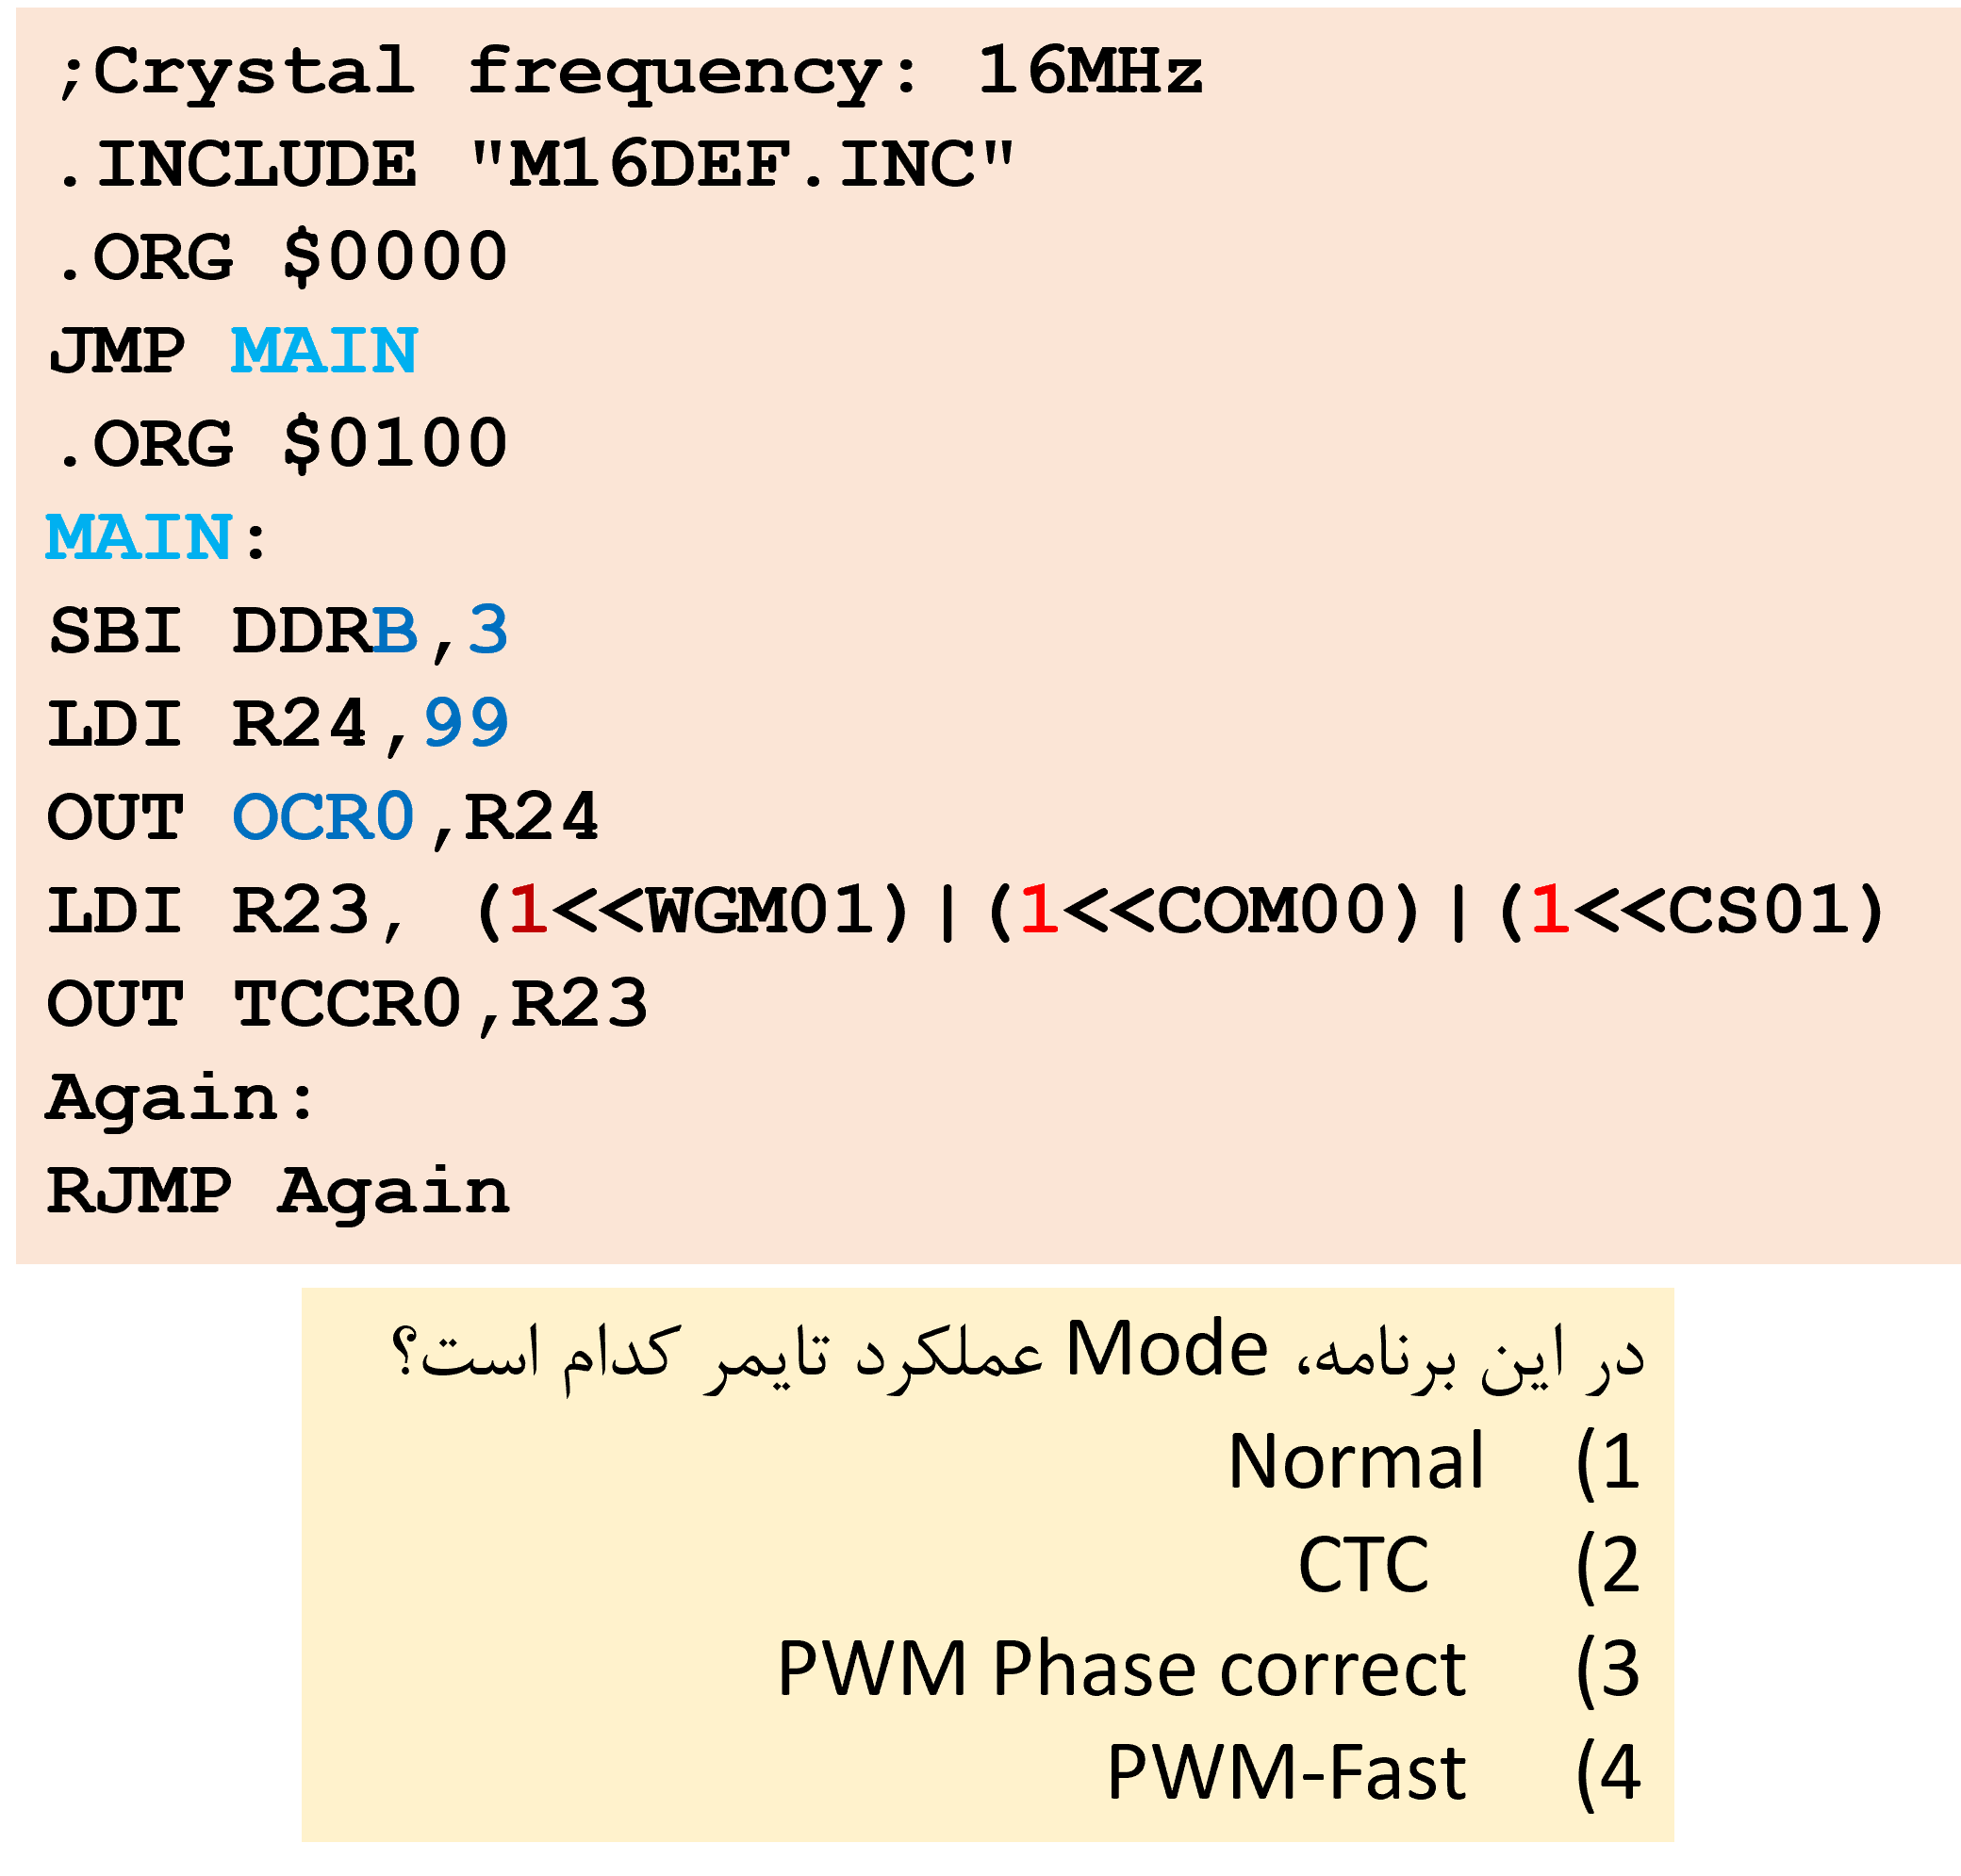 ;Crystal frequency: 16MHz
.INCLUDE "M16DEF.INC"
.ORG $0000
JMP MAIN
.ORG $0100
MAIN:
SBI DDRB,3
LDI R24,99
OUT OCR0,R24
LDI R23, (1<<WGM01)|(1<<COM00)|(1<<CS01)
OUT TCCR0,R23
Again:
RJMP Again
در این برنامه، Mode عملکرد تایمر کدام است؟
1) Normal
2) CTC
3) PWM Phase correct
4) PWM-Fast